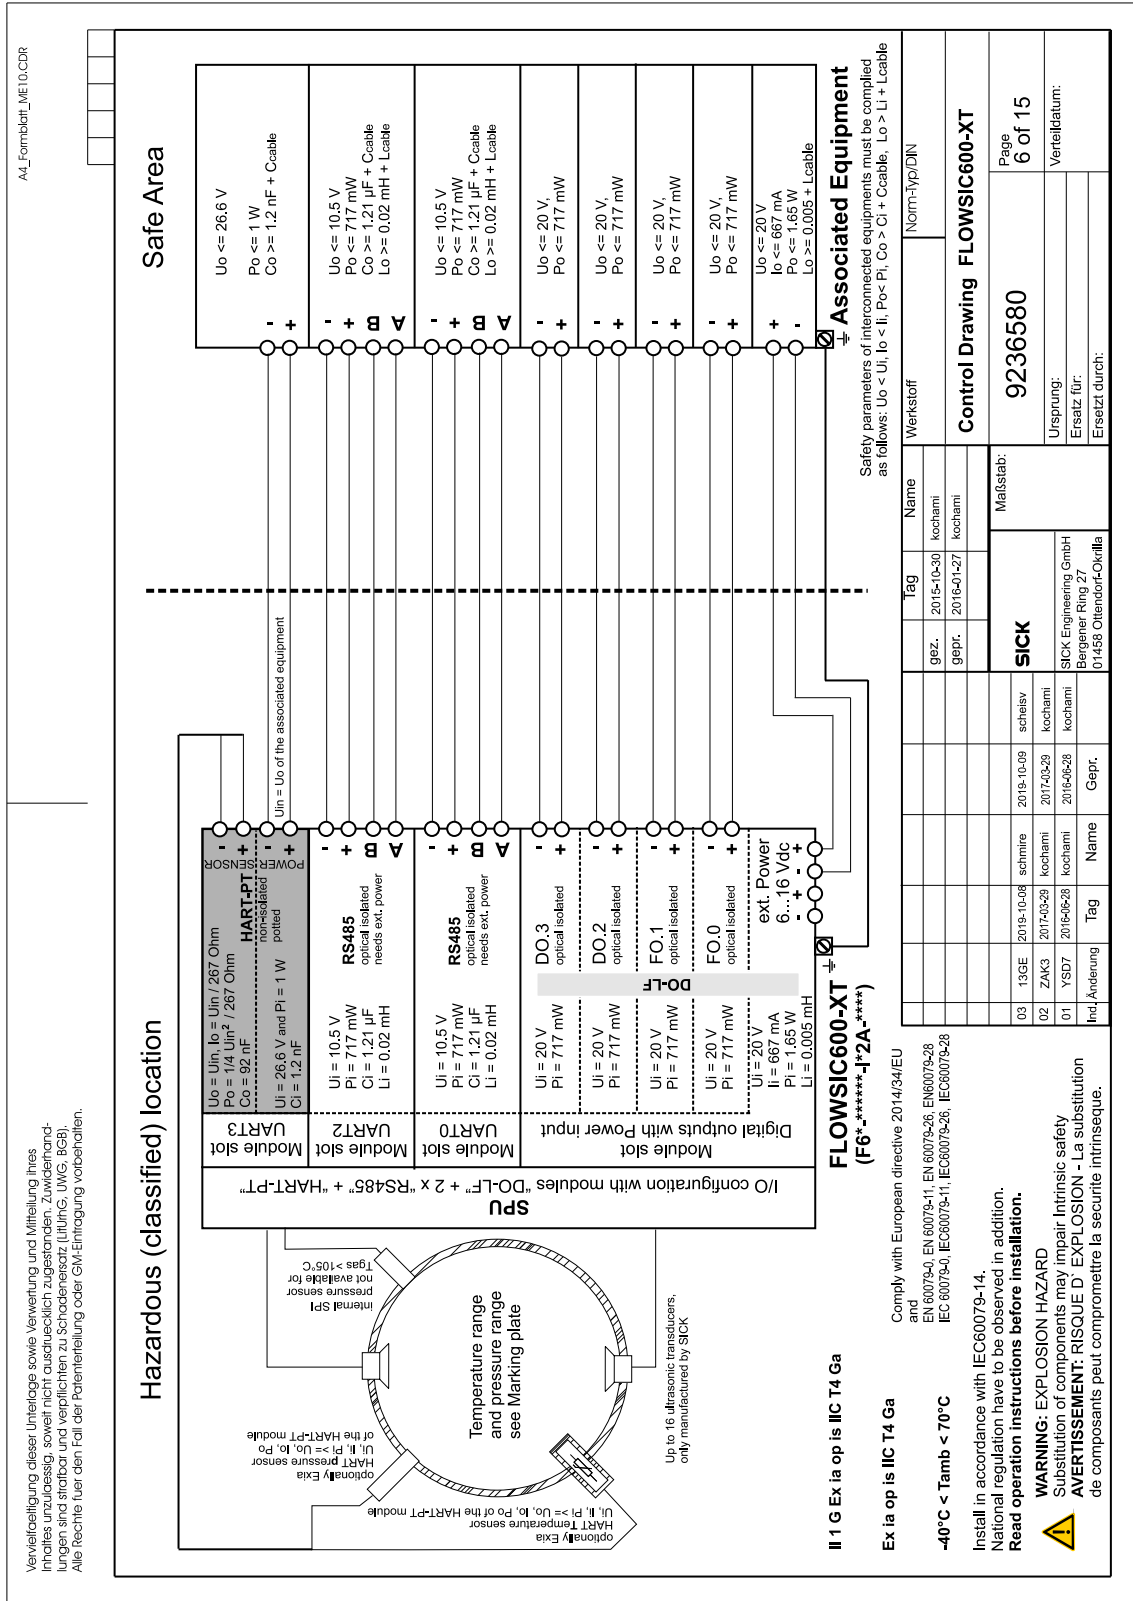 A4_Formblatt_ME10.CDR
Vervielfaeltigung dieser Unterlage sowie Verwertung und Mitteilung ihres
Inhaltes unzulaessig, soweit nicht ausdruecklich zugestanden. Zuwiderhand-
lungen sind strafbar und verpflichten zu Schadenersatz (LitUrhG, UWG, BGB).
Alle Rechte fuer den Fall der Patenterteilung oder GM-Eintragung vorbehalten.
Hazardous (classified) location
Safe Area
optionally Exia
HART Temperature sensor
Ui, Ii, Pi >= Uo, Io, Po of the HART-PT module
optionally Exia
HART pressure sensor
Ui, Ii, Pi >= Uo, Io, Po
of the HART-PT module
internal SPI
pressure sensor
not available for
Tgas >105°C
Temperature range
and pressure range
see Marking plate
Up to 16 ultrasonic transducers,
only manufactured by SICK
SPU
I/O configuration with modules "DO-LF" + 2 x "RS485" + "HART-PT"
Module slot
UART3
Uo = Uin, Io = Uin / 267 Ohm
Po = 1/4 Uin² / 267 Ohm
Co = 92 nF
HART-PT
non-isolated
potted
Ui = 26.6 V and Pi = 1 W
Ci = 1.2 nF
SENSOR
- +
POWER
- +
Uin = Uo of the associated equipment
- +
Uo <= 26.6 V
Po <= 1 W
Co >= 1.2 nF + Ccable
Module slot
UART2
Ui = 10.5 V
Pi = 717 mW
Ci = 1.21 µF
Li = 0.02 mH
RS485
optical isolated
needs ext. power
- + B A
- + B A
Uo <= 10.5 V
Po <= 717 mW
Co >= 1.21 µF + Ccable
Lo >= 0.02 mH + Lcable
Module slot
UART0
Ui = 10.5 V
Pi = 717 mW
Ci = 1.21 µF
Li = 0.02 mH
RS485
optical isolated
needs ext. power
- + B A
- + B A
Uo <= 10.5 V
Po <= 717 mW
Co >= 1.21 µF + Ccable
Lo >= 0.02 mH + Lcable
Module slot
Digital outputs with Power input
DO-LF
Ui = 20 V
Pi = 717 mW
DO.3
optical isolated
- +
- +
Uo <= 20 V,
Po <= 717 mW
Ui = 20 V
Pi = 717 mW
DO.2
optical isolated
- +
- +
Uo <= 20 V,
Po <= 717 mW
Ui = 20 V
Pi = 717 mW
FO.1
optical isolated
- +
- +
Uo <= 20 V,
Po <= 717 mW
Ui = 20 V
Pi = 717 mW
FO.0
optical isolated
- +
- +
Uo <= 20 V,
Po <= 717 mW
Ui = 20 V
Ii = 667 mA
Pi = 1.65 W
Li = 0.005 mH
ext. Power
6...16 Vdc
- + - +
+ -
Uo <= 20 V
Io <= 667 mA
Po <= 1.65 W
Lo >= 0.005 + Lcable
FLOWSIC600-XT
(F6*-******-I*2A-****)
Associated Equipment
Safety parameters of interconnected equipments must be complied
as follows: Uo < Ui, Io < Ii, Po< Pi, Co > Ci + Ccable, Lo > Li + Lcable
II 1 G Ex ia op is IIC T4 Ga
Ex ia op is IIC T4 Ga
-40°C < Tamb < 70°C
Comply with European directive 2014/34/EU
and
EN 60079-0, EN 60079-11, EN 60079-26, EN60079-28
IEC 60079-0, IEC60079-11, IEC60079-26, IEC60079-28
Install in accordance with IEC60079-14.
National regulation have to be observed in addition.
Read operation instructions before installation.
WARNING: EXPLOSION HAZARD
Substitution of components may impair Intrinsic safety
AVERTISSEMENT: RISQUE D` EXPLOSION - La substitution
de composants peut compromettre la securite intrinseque.
Tag Name Werkstoff Norm-Typ/DIN
gez. 2015-10-30 kochami
gepr. 2016-01-27 kochami
Control Drawing FLOWSIC600-XT
03 13GE 2019-10-08 schmire 2019-10-09 scheisv
02 ZAK3 2017-03-29 kochami 2017-03-29 kochami
01 YSD7 2016-06-28 kochami 2016-06-28 kochami
Ind. Änderung Tag Name Gepr.
SICK
SICK Engineering GmbH
Bergener Ring 27
01458 Ottendorf-Okrilla
Maßstab:
9236580
Page
6 of 15
Ursprung:
Ersatz für:
Ersetzt durch:
Verteildatum: